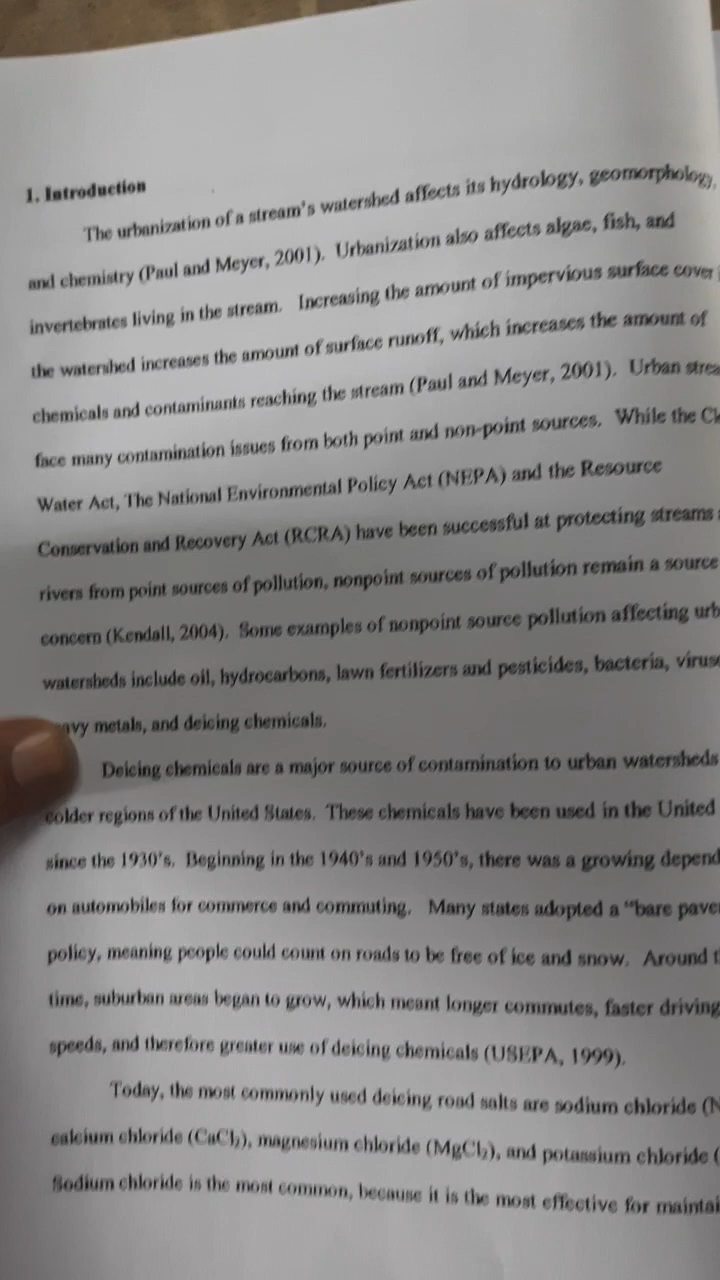 1. Introduction
The urbanization of a stream's watershed affects its hydrology, geomorphology,
and chemistry (Paul and Meyer, 2001). Urbanization also affects algae, fish, and
invertebrates living in the stream. Increasing the amount of impervious surface cover
the watershed increases the amount of surface runoff, which increases the amount of
chemicals and contaminants reaching the stream (Paul and Meyer, 2001). Urban
face many contamination issues from both point and non-point sources. While the
Water Act, The National Environmental Policy Act (NEPA) and the Resource
Conservation and Recovery Act (RCRA) have been successful at protecting streams
rivers from point sources of pollution, nonpoint sources of pollution remain a source
concern (Kendall, 2004). Some examples of nonpoint source pollution affecting
watersheds include oil, hydrocarbons, lawn fertilizers and pesticides, bacteria,
metals, and deicing chemicals.
Deicing chemicals are a major source of contamination to urban watersheds
colder regions of the United States. These chemicals have been used in the United
since the 1930's. Beginning in the 1940's and 1950's, there was a growing
on automobiles for commerce and commuting. Many states adopted a "bare
policy, meaning people could count on roads to be free of ice and snow. Around
time, suburban areas began to grow, which meant longer commutes, faster driving
speeds, and therefore greater use of deicing chemicals (USEPA, 1999).
Today, the most commonly used deicing road salts are sodium chloride
calcium chloride (CaCl₂), magnesium chloride (MgCl₂), and potassium chloride
Sodium chloride is the most common, because it is the most effective for